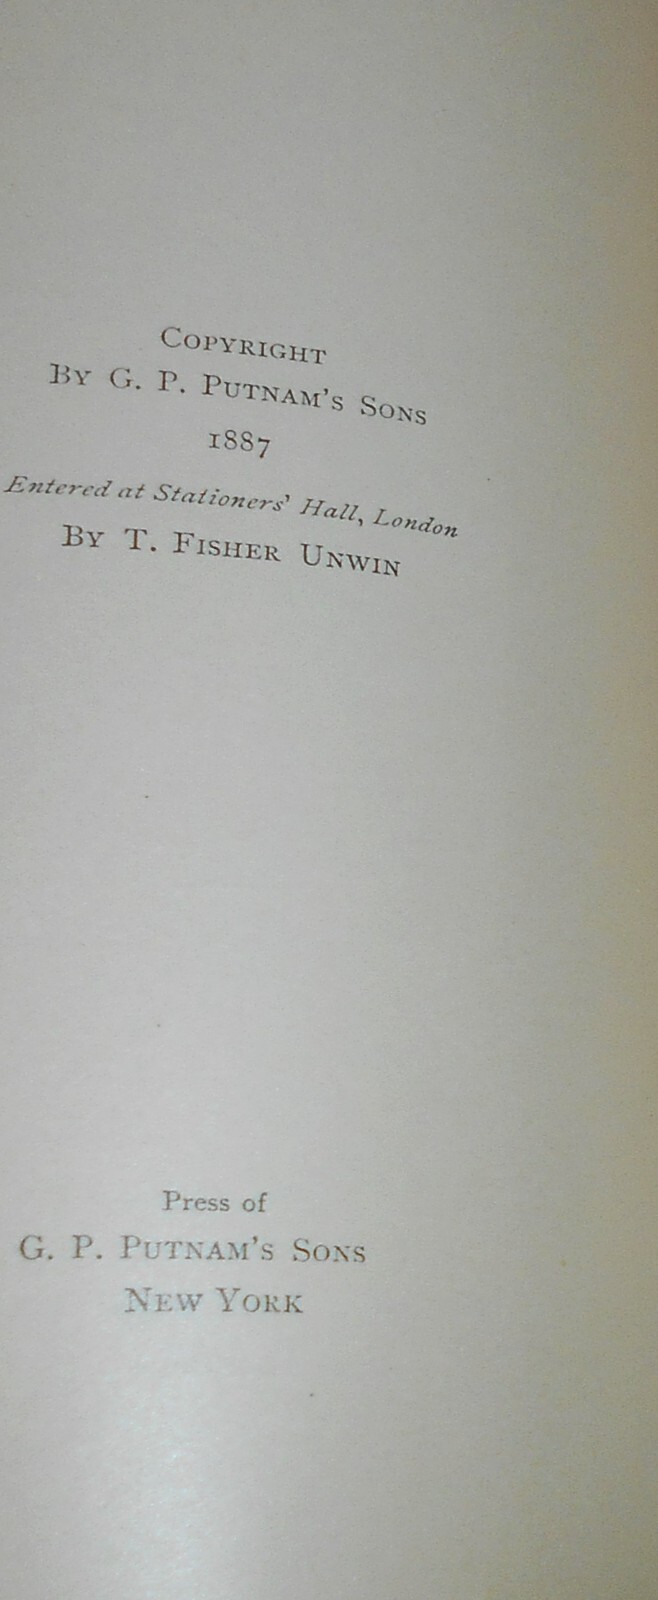 COPYRIGHT
BY G. P. PUTNAM'S SONS
1887
Entered at Stationers' Hall, London
BY T. FISHER UNWIN
Press of
G. P. PUTNAM'S SONS
NEW YORK